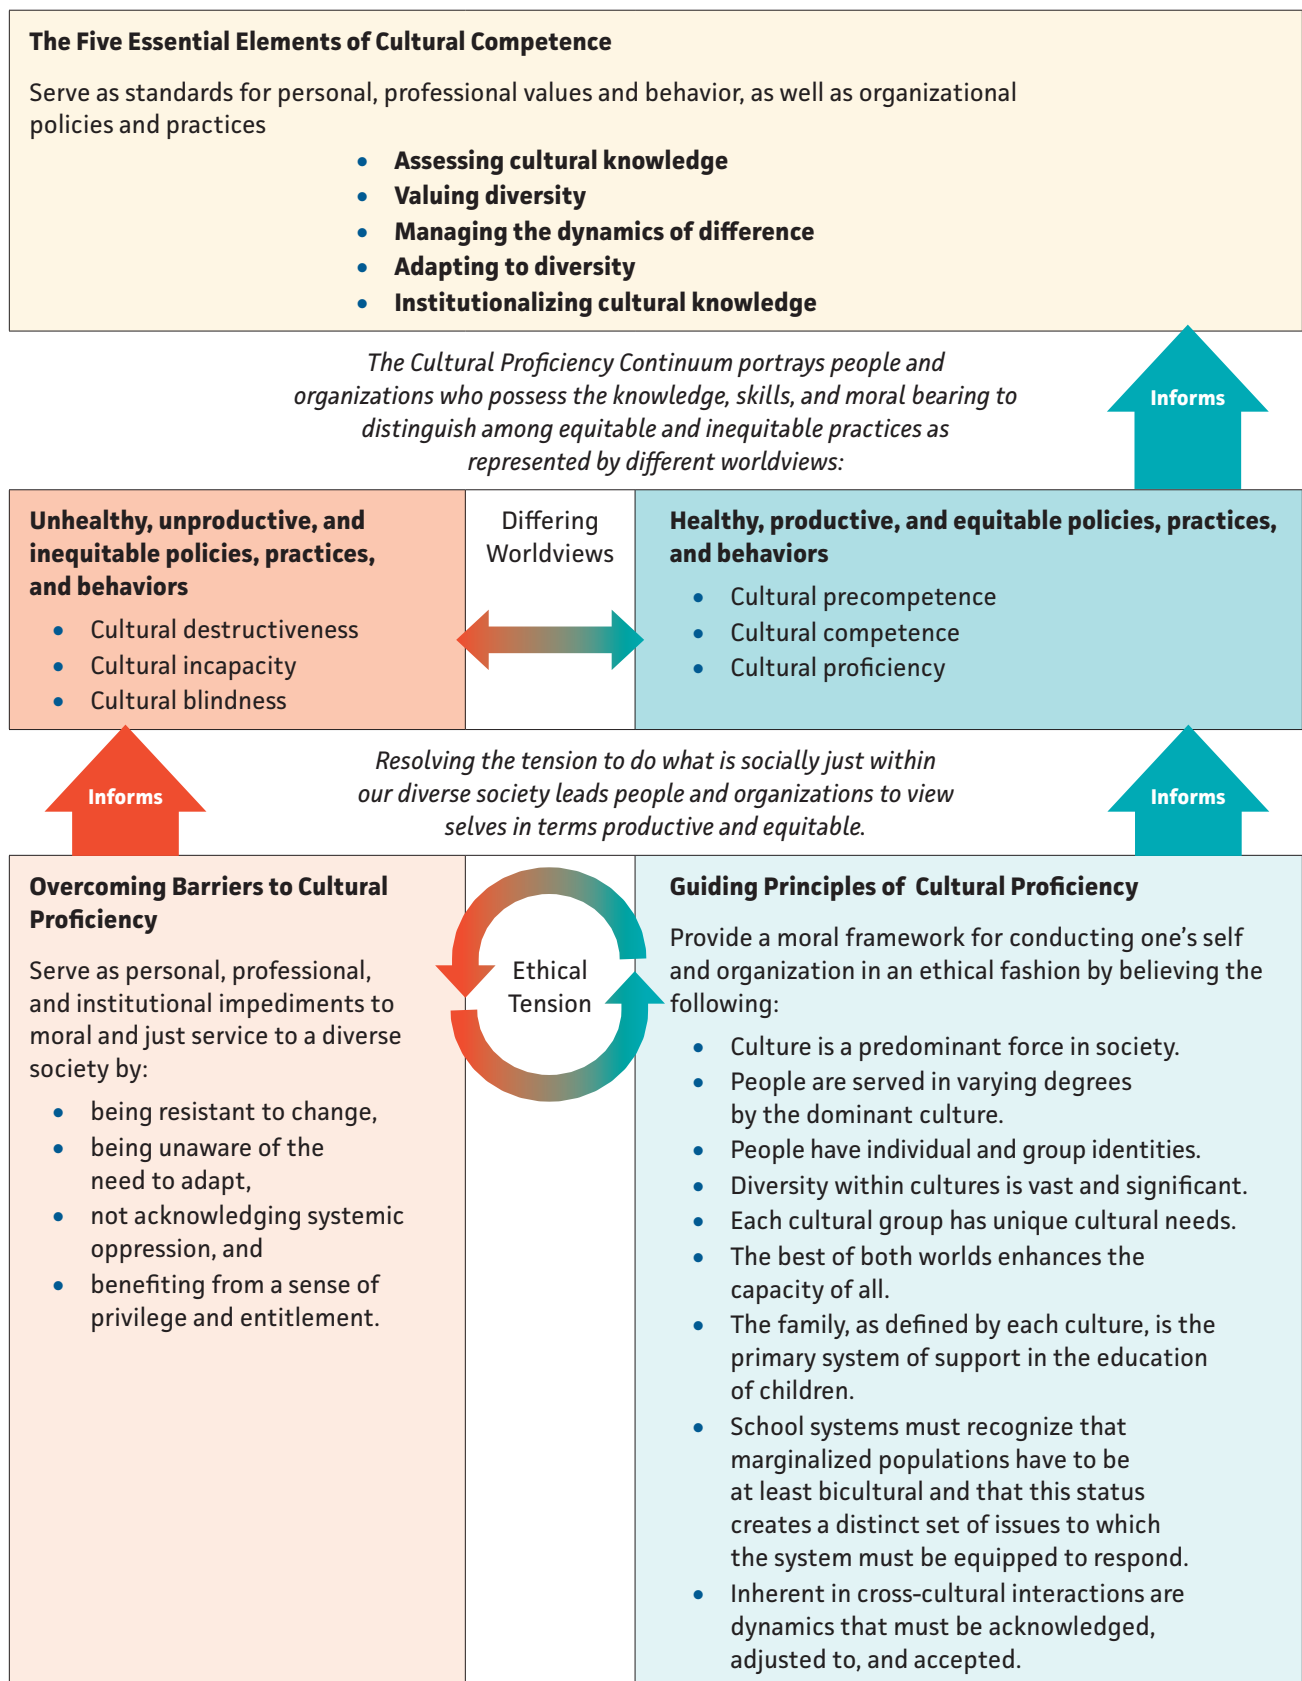 The Five Essential Elements of Cultural Competence
Serve as standards for personal, professional values and behavior, as well as organizational
policies and practices
• Assessing cultural knowledge
• Valuing diversity
• Managing the dynamics of difference
• Adapting to diversity
• Institutionalizing cultural knowledge
The Cultural Proficiency Continuum portrays people and
organizations who possess the knowledge, skills, and moral bearing to
distinguish among equitable and inequitable practices as
represented by different worldviews:
Informs
Unhealthy, unproductive, and
inequitable policies, practices,
and behaviors
• Cultural destructiveness
• Cultural incapacity
• Cultural blindness
Differing
Worldviews
Healthy, productive, and equitable policies, practices,
and behaviors
• Cultural precompetence
• Cultural competence
• Cultural proficiency
Informs
Resolving the tension to do what is socially just within
our diverse society leads people and organizations to view
selves in terms productive and equitable.
Informs
Overcoming Barriers to Cultural
Proficiency
Serve as personal, professional,
and institutional impediments to
moral and just service to a diverse
society by:
• being resistant to change,
• being unaware of the
need to adapt,
• not acknowledging systemic
oppression, and
• benefiting from a sense of
privilege and entitlement.
Ethical
Tension
Guiding Principles of Cultural Proficiency
Provide a moral framework for conducting one’s self
and organization in an ethical fashion by believing the
following:
• Culture is a predominant force in society.
• People are served in varying degrees
by the dominant culture.
• People have individual and group identities.
• Diversity within cultures is vast and significant.
• Each cultural group has unique cultural needs.
• The best of both worlds enhances the
capacity of all.
• The family, as defined by each culture, is the
primary system of support in the education
of children.
• School systems must recognize that
marginalized populations have to be
at least bicultural and that this status
creates a distinct set of issues to which
the system must be equipped to respond.
• Inherent in cross-cultural interactions are
dynamics that must be acknowledged,
adjusted to, and accepted.